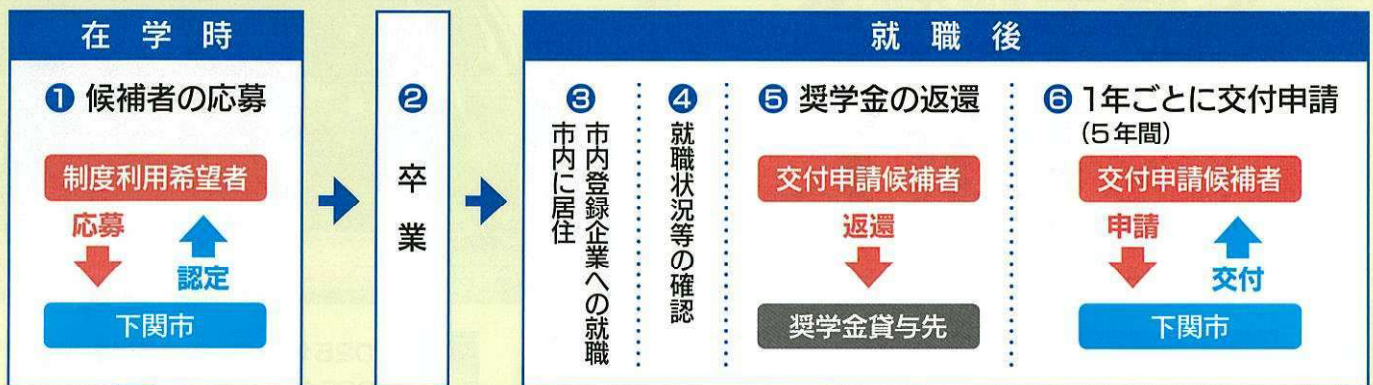 在学時
❶ 候補者の応募
制度利用希望者
応募
認定
下関市
❷
卒業
就職後
❸
市内登録企業への就職
市内に居住
❹
就職状況等の確認
❺ 奨学金の返還
交付申請候補者
返還
奨学金貸与先
❻ 1年ごとに交付申請
(5年間)
交付申請候補者
申請
交付
下関市